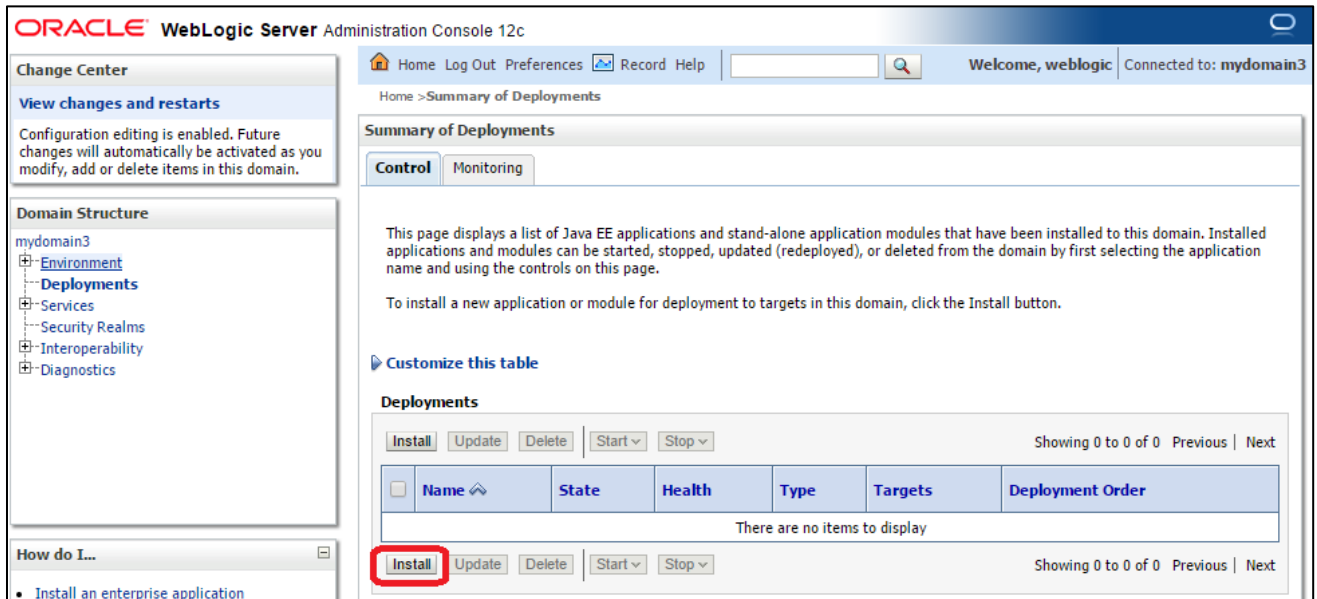 ORACLE WebLogic Server Administration Console 12c
Change Center
View changes and restarts
Configuration editing is enabled. Future
changes will automatically be activated as you
modify, add or delete items in this domain.
Domain Structure
mydomain3
Environment
Deployments
Services
Security Realms
Interoperability
Diagnostics
How do I...
Install an enterprise application
Home Log Out Preferences Record Help
Welcome, weblogic Connected to: mydomain3
Home >Summary of Deployments
Summary of Deployments
Control Monitoring
This page displays a list of Java EE applications and stand-alone application modules that have been installed to this domain. Installed
applications and modules can be started, stopped, updated (redeployed), or deleted from the domain by first selecting the application
name and using the controls on this page.
To install a new application or module for deployment to targets in this domain, click the Install button.
Customize this table
Deployments
Install Update Delete Start Stop Showing 0 to 0 of 0 Previous | Next
Name State Health Type Targets Deployment Order
There are no items to display
Install Update Delete Start Stop Showing 0 to 0 of 0 Previous | Next